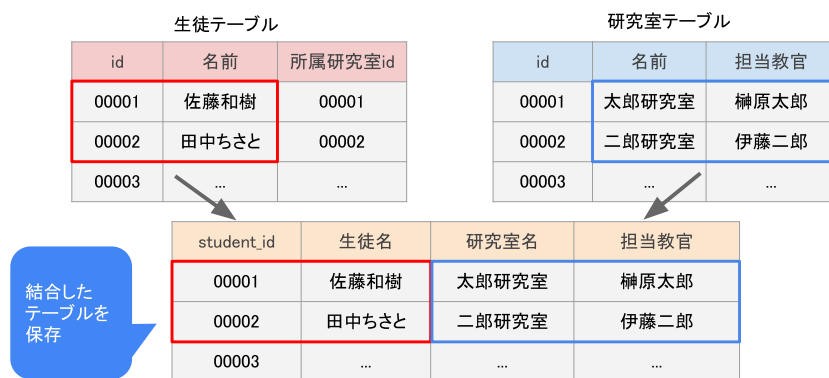 生徒テーブル
id 名前 所属研究室id
00001 佐藤和樹 00001
00002 田中ちさと 00002
00003 ... ...
研究室テーブル
id 名前 担当教官
00001 太郎研究室 榊原太郎
00002 二郎研究室 伊藤二郎
00003 ... ...
student_id 生徒名 研究室名 担当教官
00001 佐藤和樹 太郎研究室 榊原太郎
00002 田中ちさと 二郎研究室 伊藤二郎
00003 ... ... ...
結合した
テーブルを
保存